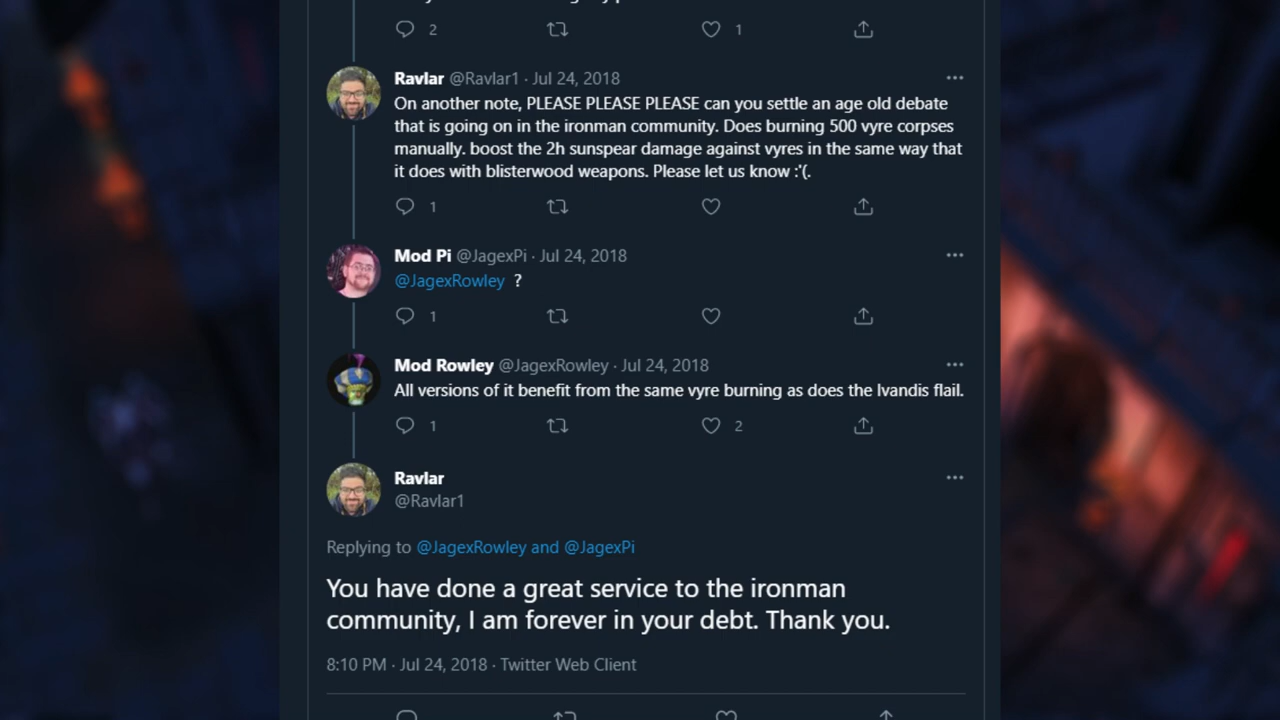 2 1
Ravlar @Ravlar1 · Jul 24, 2018
On another note, PLEASE PLEASE PLEASE can you settle an age old debate
that is going on in the ironman community. Does burning 500 vyre corpses
manually. boost the 2h sunspear damage against vyres in the same way that
it does with blisterwood weapons. Please let us know :'(.
1
Mod Pi @JagexPi · Jul 24, 2018
@JagexRowley ?
1
Mod Rowley @JagexRowley · Jul 24, 2018
All versions of it benefit from the same vyre burning as does the Ivandis flail.
1 2
Ravlar
@Ravlar1
Replying to @JagexRowley and @JagexPi
You have done a great service to the ironman
community, I am forever in your debt. Thank you.
8:10 PM · Jul 24, 2018 · Twitter Web Client